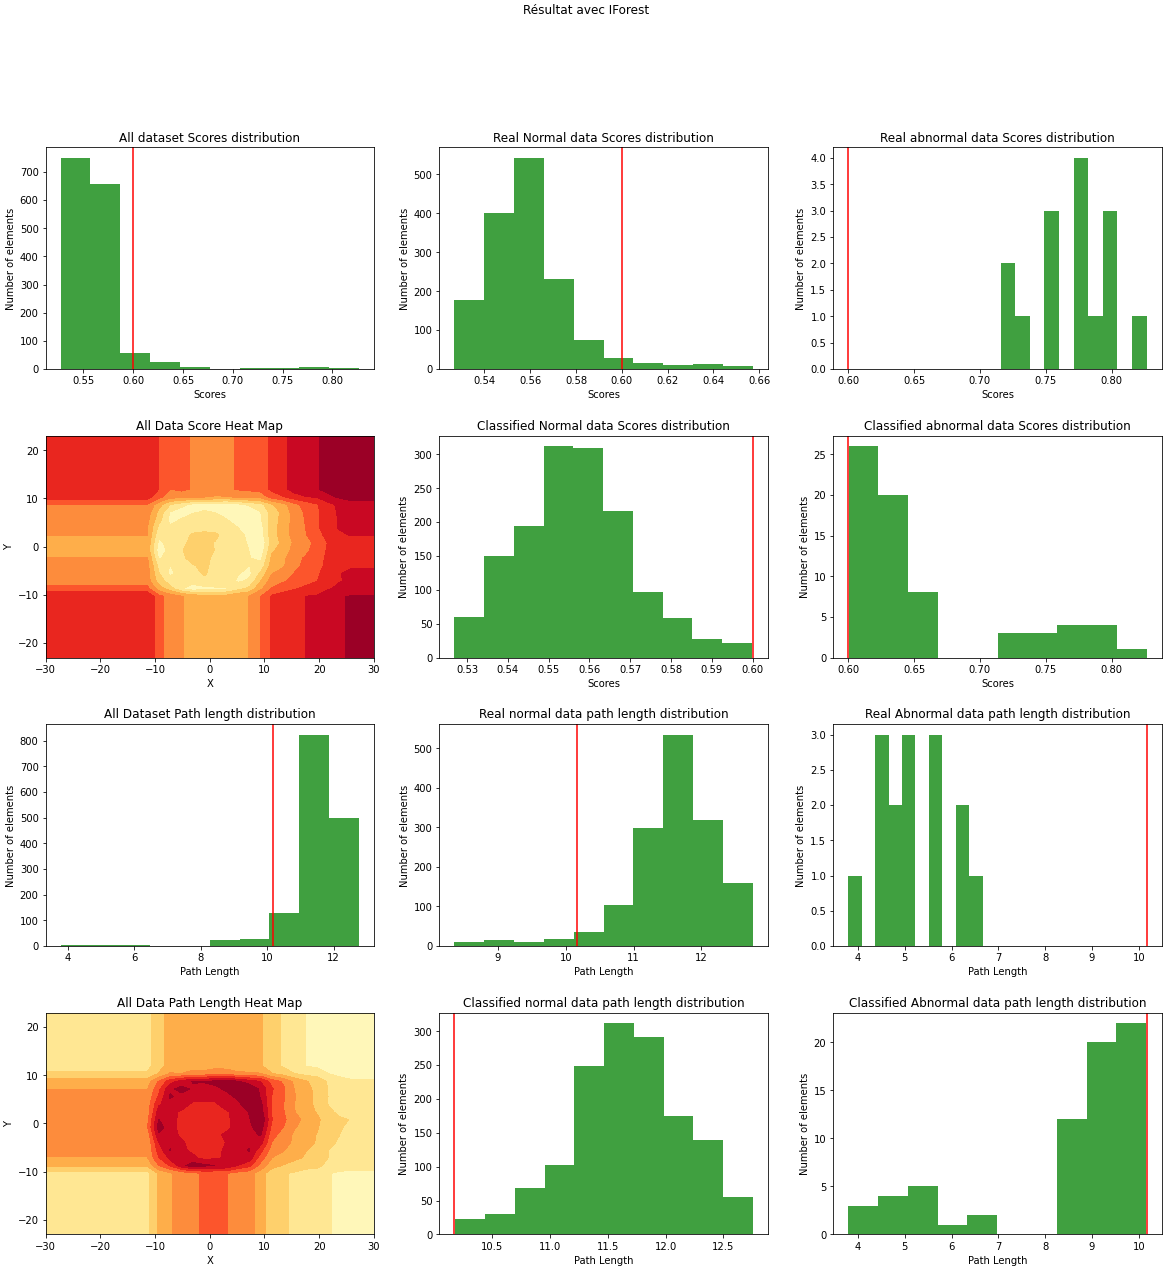 Résultat avec IForest
All dataset Scores distribution
Number of elements
700
600
500
400
300
200
100
0
0.55 0.60 0.65 0.70 0.75 0.80
Scores
Real Normal data Scores distribution
Number of elements
500
400
300
200
100
0
0.54 0.56 0.58 0.60 0.62 0.64 0.66
Scores
Real abnormal data Scores distribution
Number of elements
4.0
3.5
3.0
2.5
2.0
1.5
1.0
0.5
0.0
0.60 0.65 0.70 0.75 0.80
Scores
All Data Score Heat Map
Y
20
10
0
−10
−20
−30 −20 −10 0 10 20 30
X
Classified Normal data Scores distribution
Number of elements
300
250
200
150
100
50
0
0.53 0.54 0.55 0.56 0.57 0.58 0.59 0.60
Scores
Classified abnormal data Scores distribution
Number of elements
25
20
15
10
5
0
0.60 0.65 0.70 0.75 0.80
Scores
All Dataset Path length distribution
Number of elements
800
700
600
500
400
300
200
100
0
4 6 8 10 12
Path Length
Real normal data path length distribution
Number of elements
500
400
300
200
100
0
9 10 11 12
Path Length
Real Abnormal data path length distribution
Number of elements
3.0
2.5
2.0
1.5
1.0
0.5
0.0
4 5 6 7 8 9 10
Path Length
All Data Path Length Heat Map
Y
20
10
0
−10
−20
−30 −20 −10 0 10 20 30
X
Classified normal data path length distribution
Number of elements
300
250
200
150
100
50
0
10.5 11.0 11.5 12.0 12.5
Path Length
Classified Abnormal data path length distribution
Number of elements
20
15
10
5
0
4 5 6 7 8 9 10
Path Length